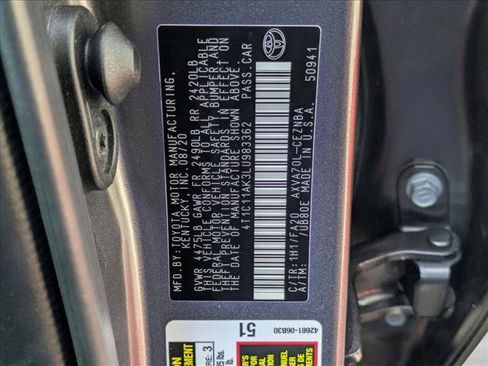 MFD.BY:TOYOTA MOTOR MANUFACTURING,
KENTUCKY,INC. 08/20
GVWR 4475LB GAWR FR 2490LB RR 2420LB
THIS VEHICLE CONFORMS TO ALL APPLICABLE
FEDERAL MOTOR VEHICLE SAFETY,BUMPER,AND
THEFT PREVENTION STANDARDS IN EFFECT ON
THE DATE OF MANUFACTURE SHOWN ABOVE.
4T1C11AK3LU983362 PASS.CAR
C/TR:1H1/FA20 AXVA70L-CEZNBA
A/TM: /UB80E MADE IN U.S.A. 50941
42661-06B30
51